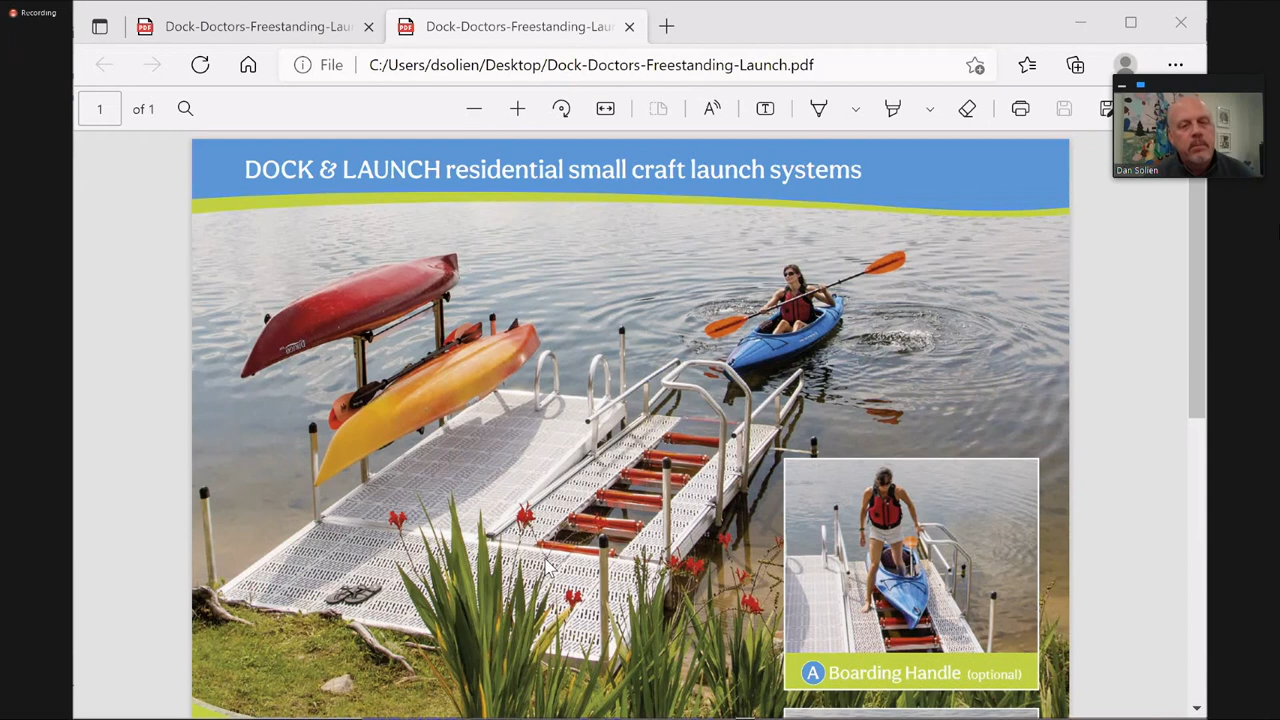 Recording
Dock-Doctors-Freestanding-Lau
Dock-Doctors-Freestanding-Laun
File
C:/Users/dsolien/Desktop/Dock-Doctors-Freestanding-Launch.pdf
1 of 1
DOCK & LAUNCH residential small craft launch systems
Dan Solien
A Boarding Handle (optional)